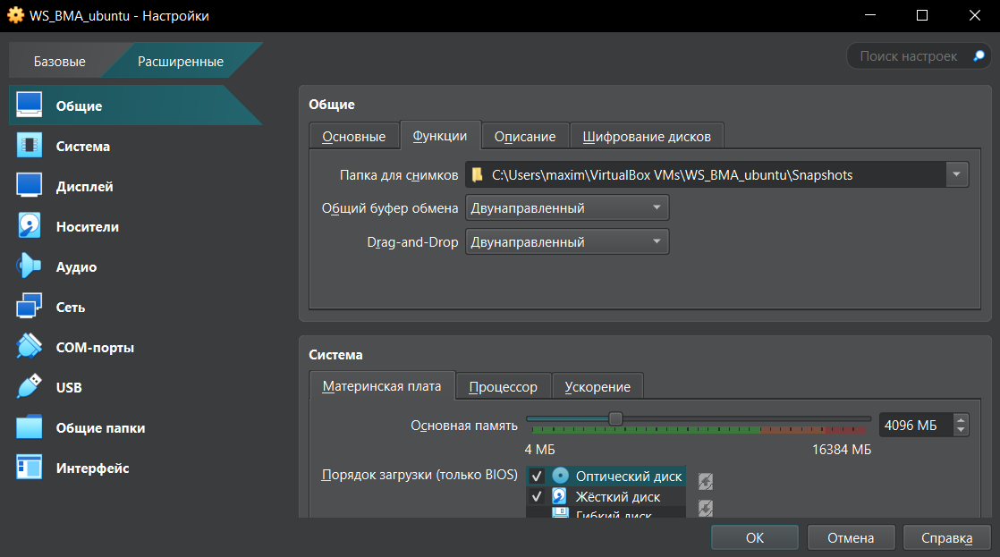 WS_BMA_ubuntu - Настройки
Базовые
Расширенные
Поиск настроек
Общие
Система
Дисплей
Носители
Аудио
Сеть
COM-порты
USB
Общие папки
Интерфейс
Общие
Основные
Функции
Описание
Шифрование дисков
Папка для снимков
C:\Users\maxim\VirtualBox VMs\WS_BMA_ubuntu\Snapshots
Общий буфер обмена
Двунаправленный
Drag-and-Drop
Двунаправленный
Система
Материнская плата
Процессор
Ускорение
Основная память
4096 МБ
4 МБ
16384 МБ
Порядок загрузки (только BIOS)
Оптический диск
Жёсткий диск
Гибкий диск
OK
Отмена
Справка